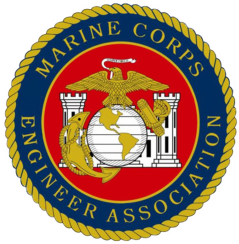 MARINE CORPS
ENGINEER ASSOCIATION